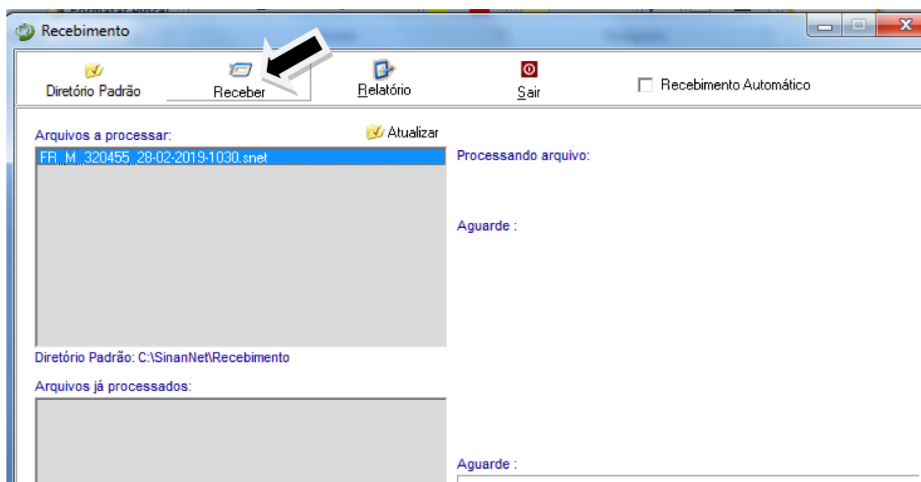 Recebimento
Diretório Padrão Receber Relatório Sair Recebimento Automático
Arquivos a processar: Atualizar
FR_M_320455_28-02-2019-1030.snet
Processando arquivo:
Aguarde :
Diretório Padrão: C:\SinanNet\Recebimento
Arquivos já processados:
Aguarde :